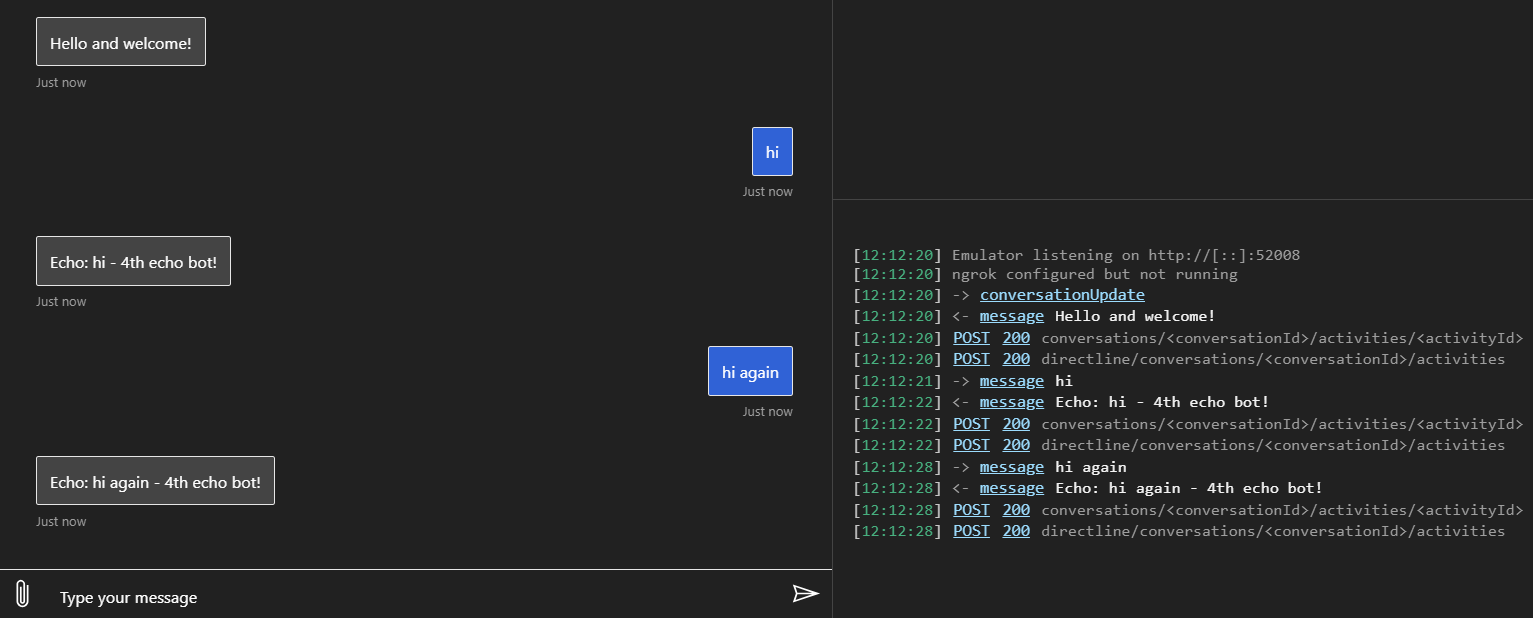 Hello and welcome!
Just now
hi
Just now
Echo: hi - 4th echo bot!
Just now
hi again
Just now
Echo: hi again - 4th echo bot!
Just now
Type your message
[12:12:20] Emulator listening on http://[::]:52008
[12:12:20] ngrok configured but not running
[12:12:20] -> conversationUpdate
[12:12:20] <- message Hello and welcome!
[12:12:20] POST 200 conversations/<conversationId>/activities/<activityId>
[12:12:20] POST 200 directline/conversations/<conversationId>/activities
[12:12:21] -> message hi
[12:12:22] <- message Echo: hi - 4th echo bot!
[12:12:22] POST 200 conversations/<conversationId>/activities/<activityId>
[12:12:22] POST 200 directline/conversations/<conversationId>/activities
[12:12:28] -> message hi again
[12:12:28] <- message Echo: hi again - 4th echo bot!
[12:12:28] POST 200 conversations/<conversationId>/activities/<activityId>
[12:12:28] POST 200 directline/conversations/<conversationId>/activities